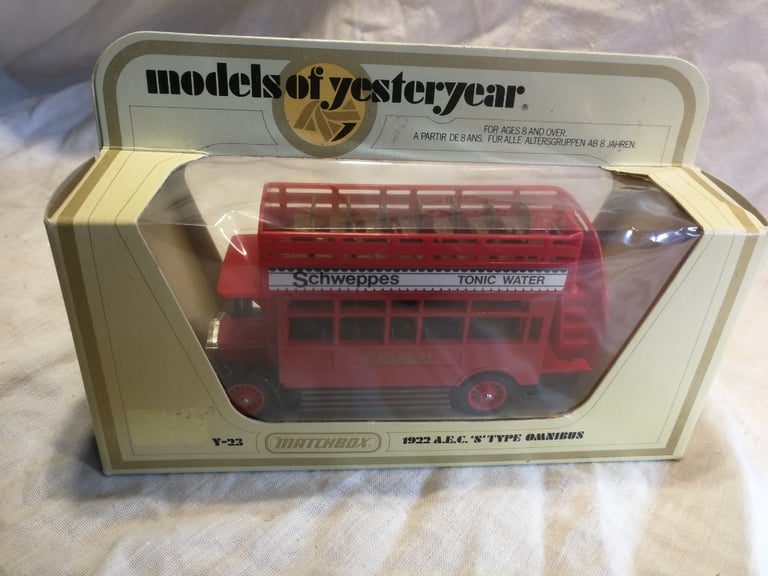 models of yesteryear®
FOR AGES 8 AND OVER.
A PARTIR DE 8 ANS. FÜR ALLE ALTERSGRUPPEN AB 8 JAHREN.
Schweppes TONIC WATER
GENERAL
Y-23 MATCHBOX 1922 A.E.C. 'S' TYPE OMNIBUS